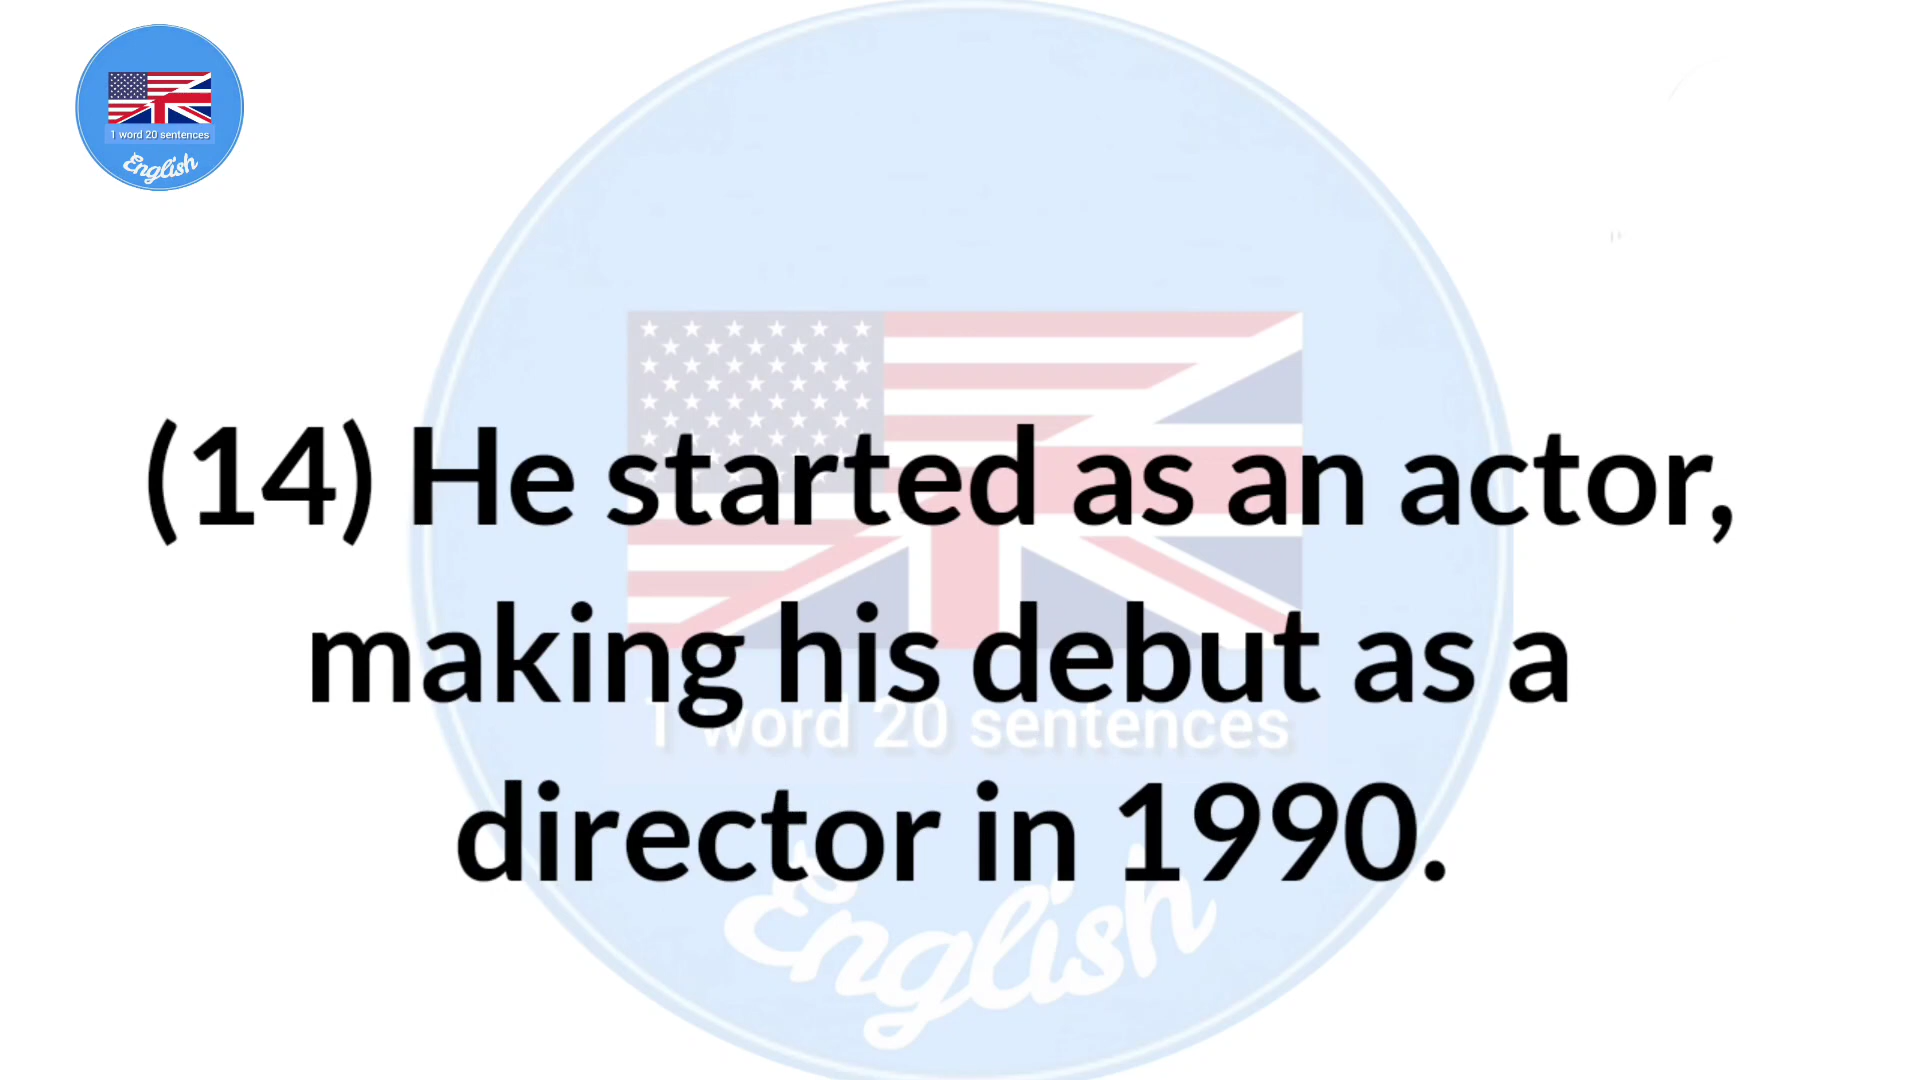 1 word 20 sentences
English
(14) He started as an actor,
making his debut as a
director in 1990.
1 word 20 sentences
English